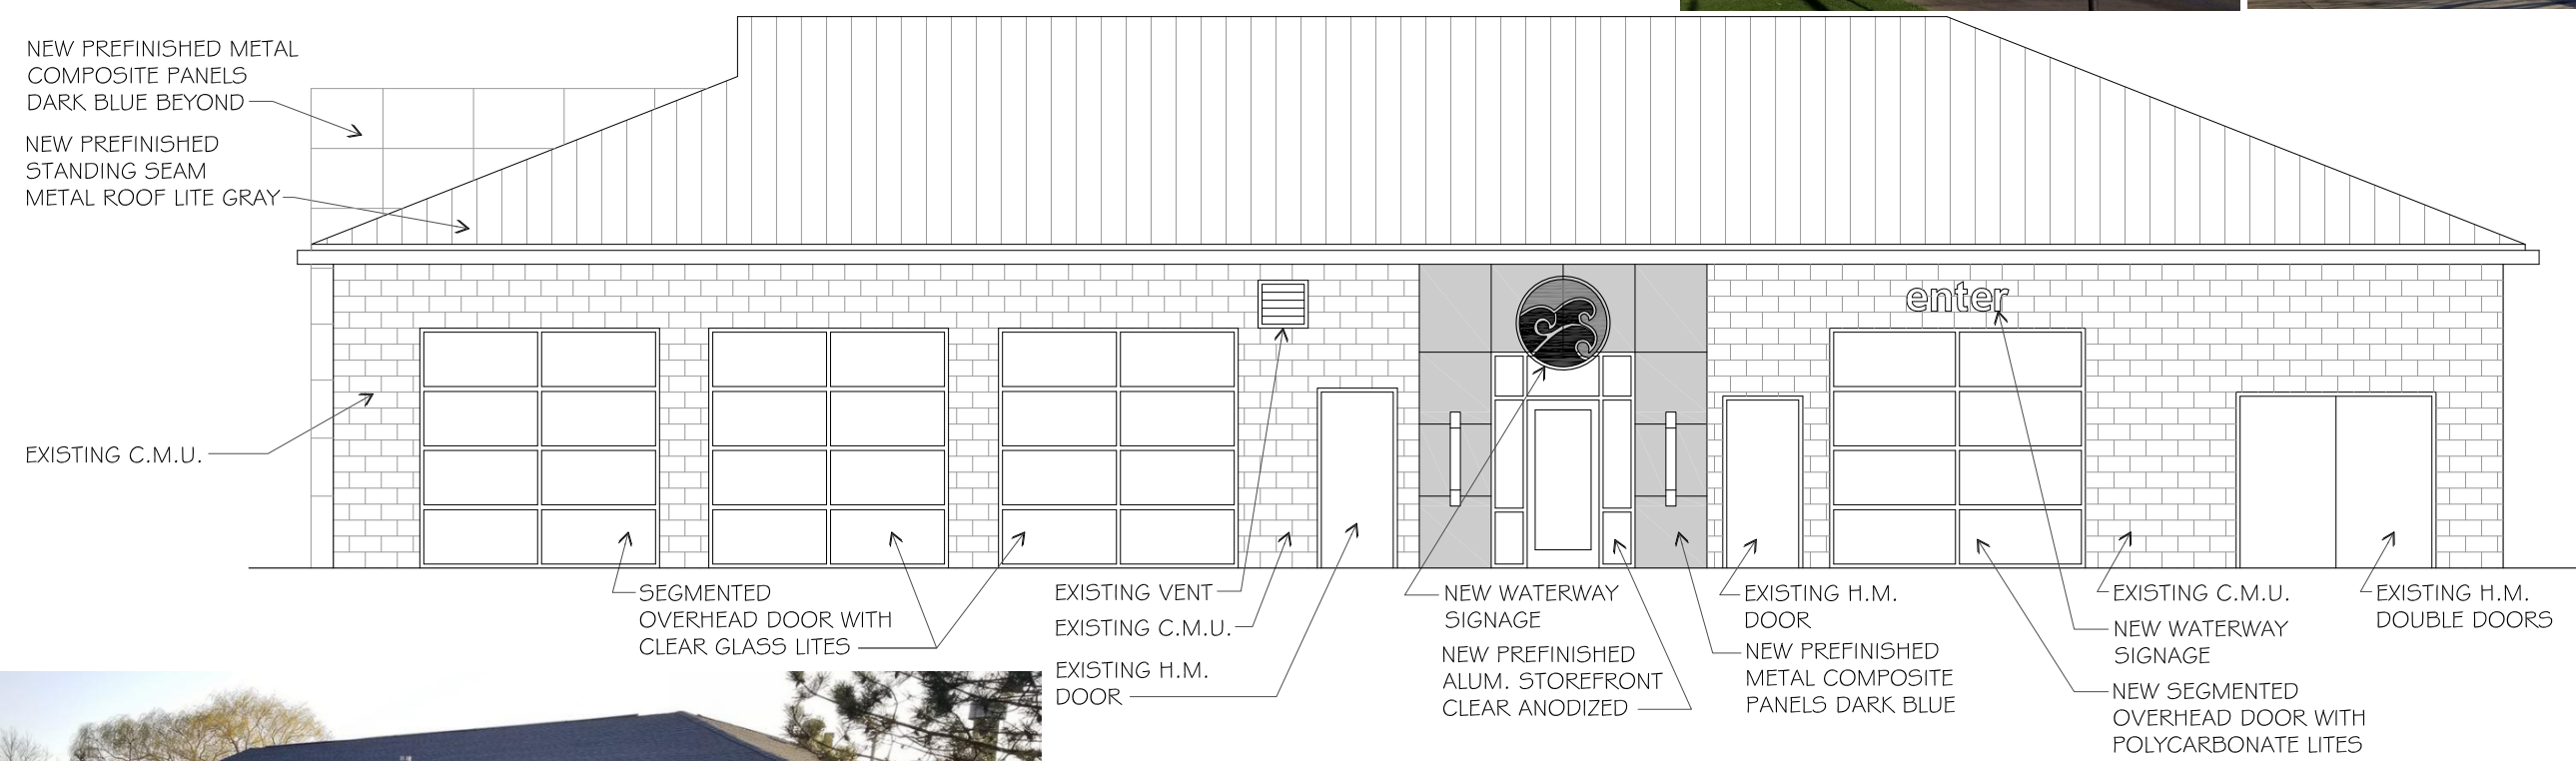 NEW PREFINISHED METAL
COMPOSITE PANELS
DARK BLUE BEYOND
NEW PREFINISHED
STANDING SEAM
METAL ROOF LITE GRAY
enter
EXISTING C.M.U.
SEGMENTED
OVERHEAD DOOR WITH
CLEAR GLASS LITES
EXISTING VENT
EXISTING C.M.U.
EXISTING H.M.
DOOR
NEW WATERWAY
SIGNAGE
NEW PREFINISHED
ALUM. STOREFRONT
CLEAR ANODIZED
EXISTING H.M.
DOOR
NEW PREFINISHED
METAL COMPOSITE
PANELS DARK BLUE
EXISTING C.M.U.
NEW WATERWAY
SIGNAGE
NEW SEGMENTED
OVERHEAD DOOR WITH
POLYCARBONATE LITES
EXISTING H.M.
DOUBLE DOORS